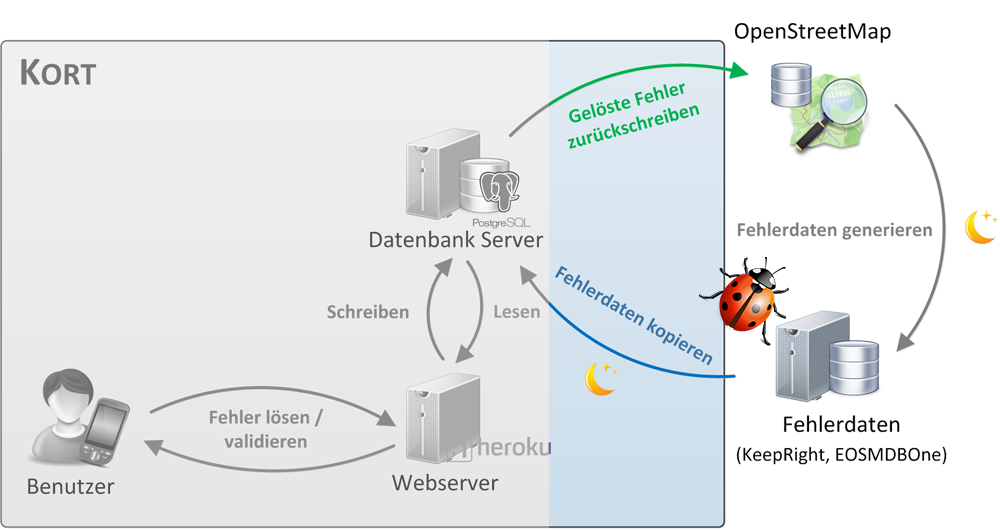 OpenStreetMap
KORT
Gelöste Fehler
zurückschreiben
PostgreSQL
Datenbank Server
Fehlerdaten generieren
Fehlerdaten kopieren
Schreiben
Lesen
Fehler lösen /
validieren
heroku
Fehlerdaten
(KeepRight, EOSMDBOne)
Webserver
Benutzer